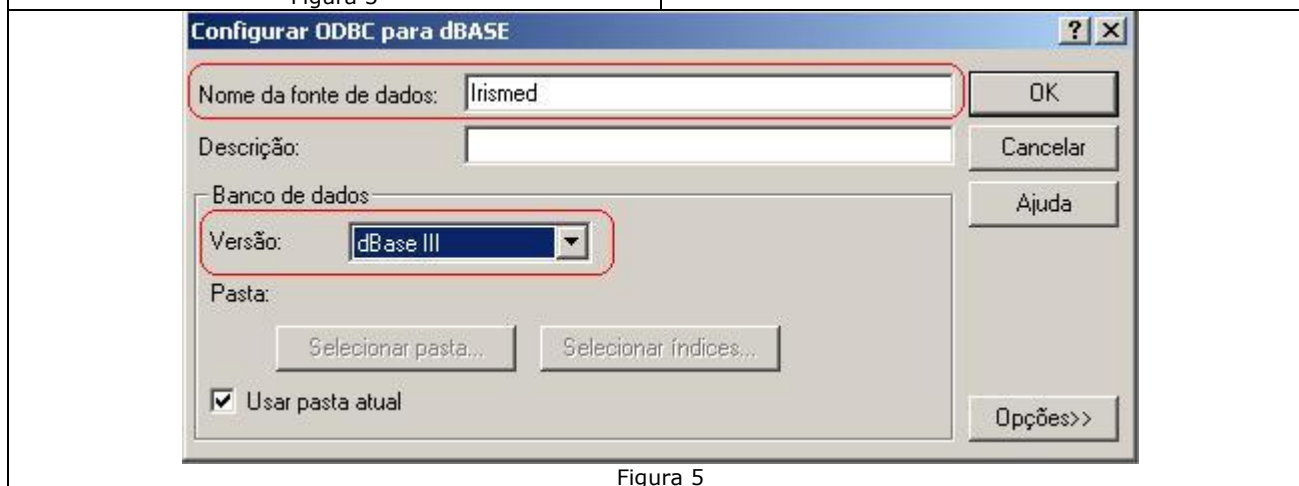 Configurar ODBC para dBASE
Nome da fonte de dados: Irismed
OK
Descrição:
Cancelar
Banco de dados
Ajuda
Versão: dBase III
Pasta:
Selecionar pasta... Selecionar índices...
Usar pasta atual
Opções>>
Figura 5